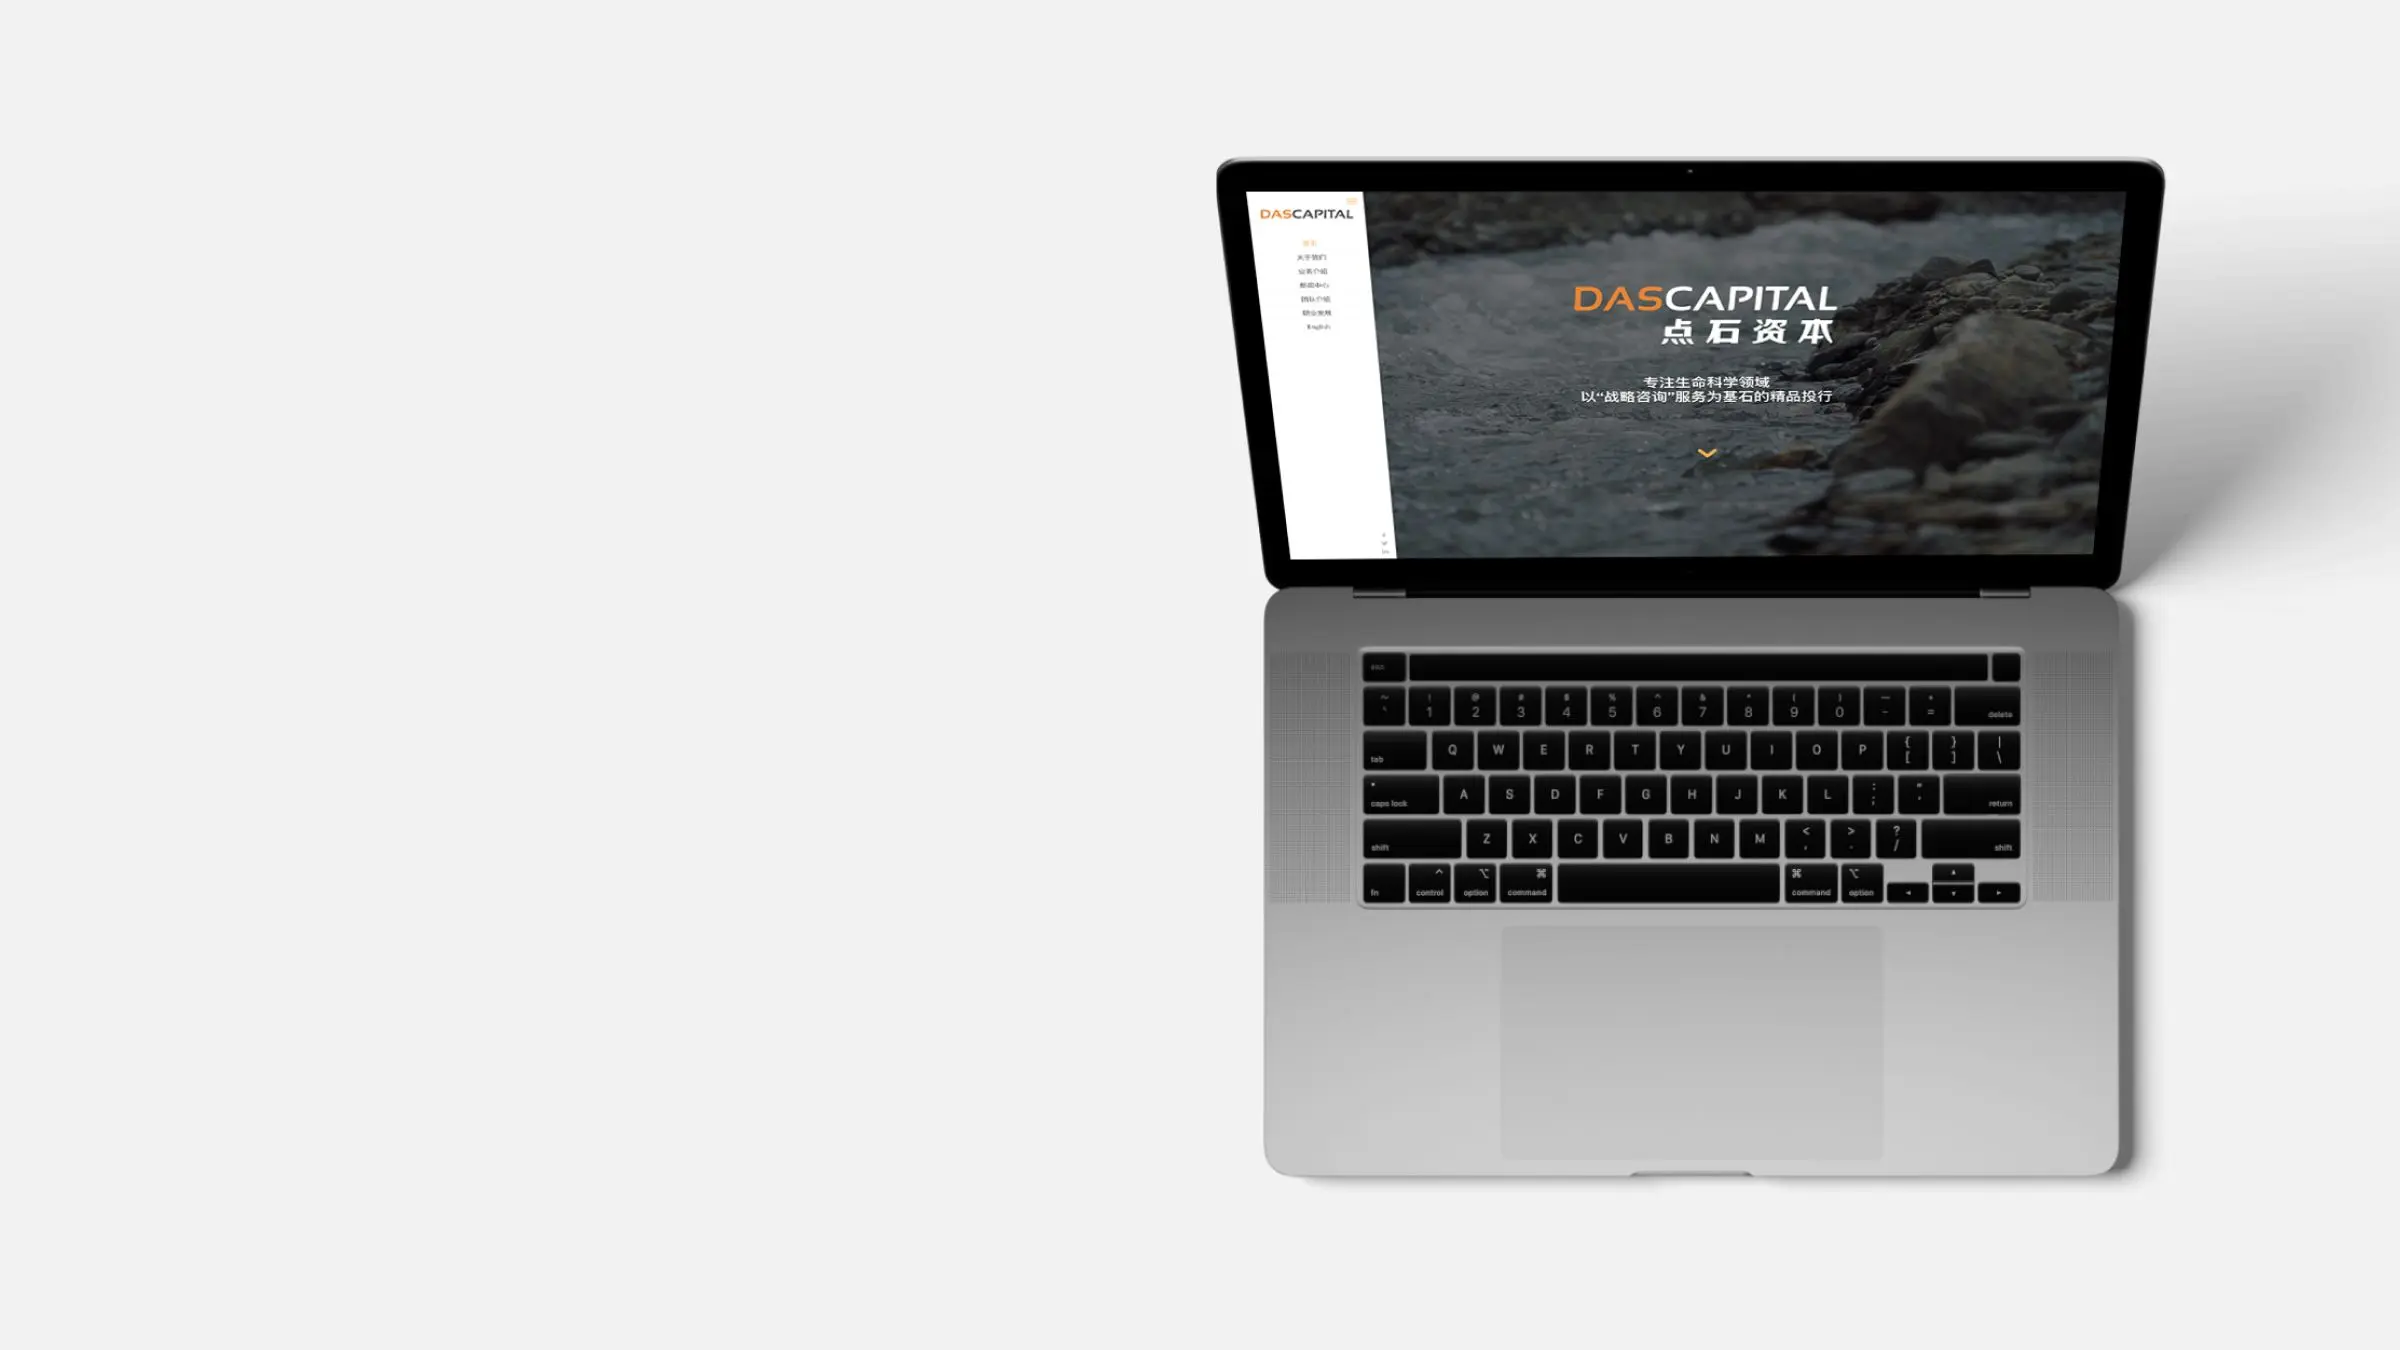 DASCAPITAL
首页
关于我们
业务介绍
新闻中心
团队介绍
职业发展
English
DASCAPITAL
点石资本
专注生命科学领域
以“战略咨询”服务为基石的精品投行
esc
~ ! @ # $ % ^ & * ( ) — +
` 1 2 3 4 5 6 7 8 9 0 - = delete
tab Q W E R T Y U I O P { [ } ] | \
caps lock A S D F G H J K L : ; " ' return
shift Z X C V B N M < , > . ? / shift
fn control option command command option